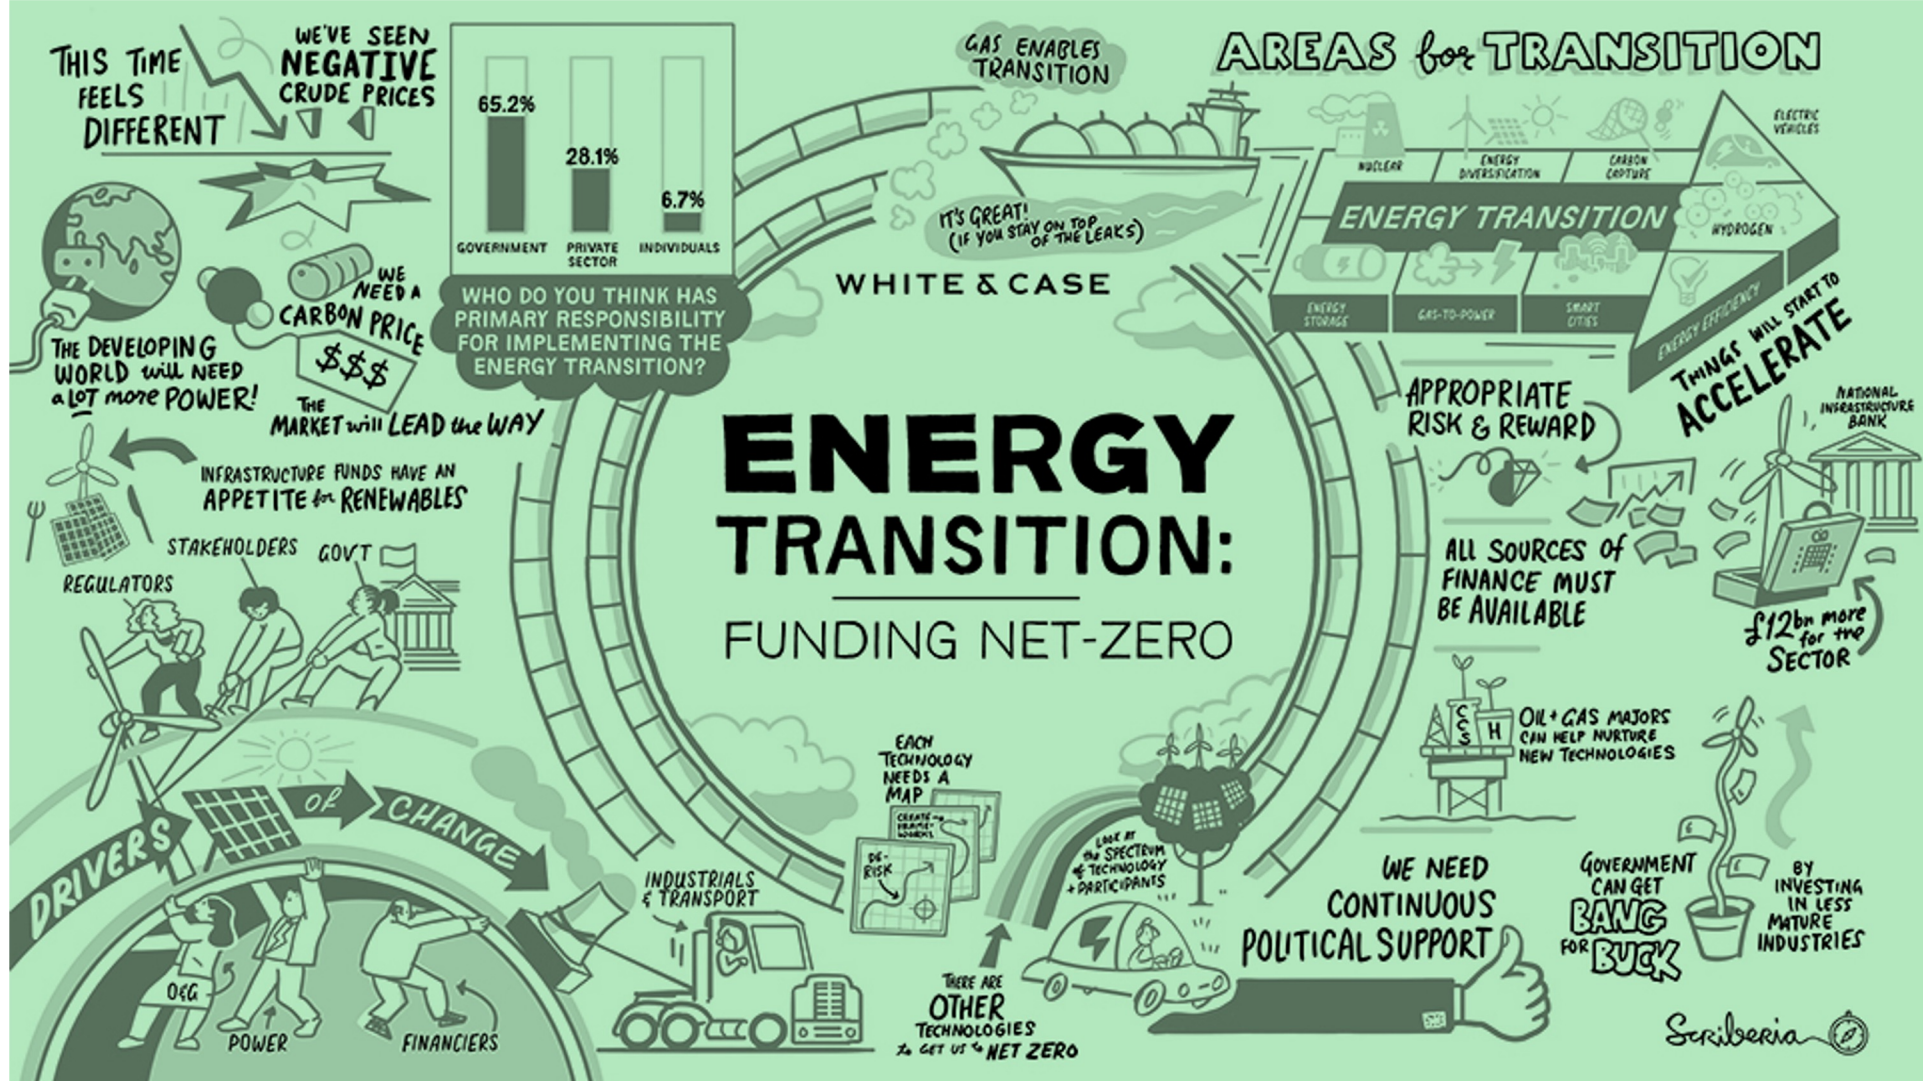 THIS TIME
FEELS
DIFFERENT
WE'VE SEEN
NEGATIVE
CRUDE PRICES
65.2%
28.1%
6.7%
GOVERNMENT
PRIVATE
SECTOR
INDIVIDUALS
WHO DO YOU THINK HAS
PRIMARY RESPONSIBILITY
FOR IMPLEMENTING THE
ENERGY TRANSITION?
GAS ENABLES
TRANSITION
IT'S GREAT!
(IF YOU STAY ON TOP
OF THE LEAKS)
WHITE & CASE
ENERGY
TRANSITION:
FUNDING NET-ZERO
AREAS for TRANSITION
NUCLEAR
ENERGY
DIVERSIFICATION
CARBON
CAPTURE
ELECTRIC
VEHICLES
ENERGY TRANSITION
HYDROGEN
ENERGY
STORAGE
GAS-TO-POWER
SMART
CITIES
ENERGY EFFICIENCY
THINGS WILL START TO
ACCELERATE
WE
NEED A
CARBON PRICE
$$$
THE
MARKET will LEAD the WAY
THE DEVELOPING
WORLD will NEED
a LOT more POWER!
INFRASTRUCTURE FUNDS HAVE AN
APPETITE for RENEWABLES
STAKEHOLDERS
GOV'T
REGULATORS
DRIVERS
OF
CHANGE
O&G
POWER
FINANCIERS
INDUSTRIALS
& TRANSPORT
EACH
TECHNOLOGY
NEEDS A
MAP
CREATE
FRAME-
WORKS
DE-
RISK
LOOK AT
the SPECTRUM
of TECHNOLOGY
+ PARTICIPANTS
THERE ARE
OTHER
TECHNOLOGIES
to GET US to NET ZERO
APPROPRIATE
RISK & REWARD
NATIONAL
INFRASTRUCTURE
BANK
ALL SOURCES OF
FINANCE MUST
BE AVAILABLE
£12bn more
for the
SECTOR
CCS
H
OIL + GAS MAJORS
CAN HELP NURTURE
NEW TECHNOLOGIES
WE NEED
CONTINUOUS
POLITICAL SUPPORT
GOVERNMENT
CAN GET
BANG
FOR BUCK
£
£
BY
INVESTING
IN LESS
MATURE
INDUSTRIES
Scriberia